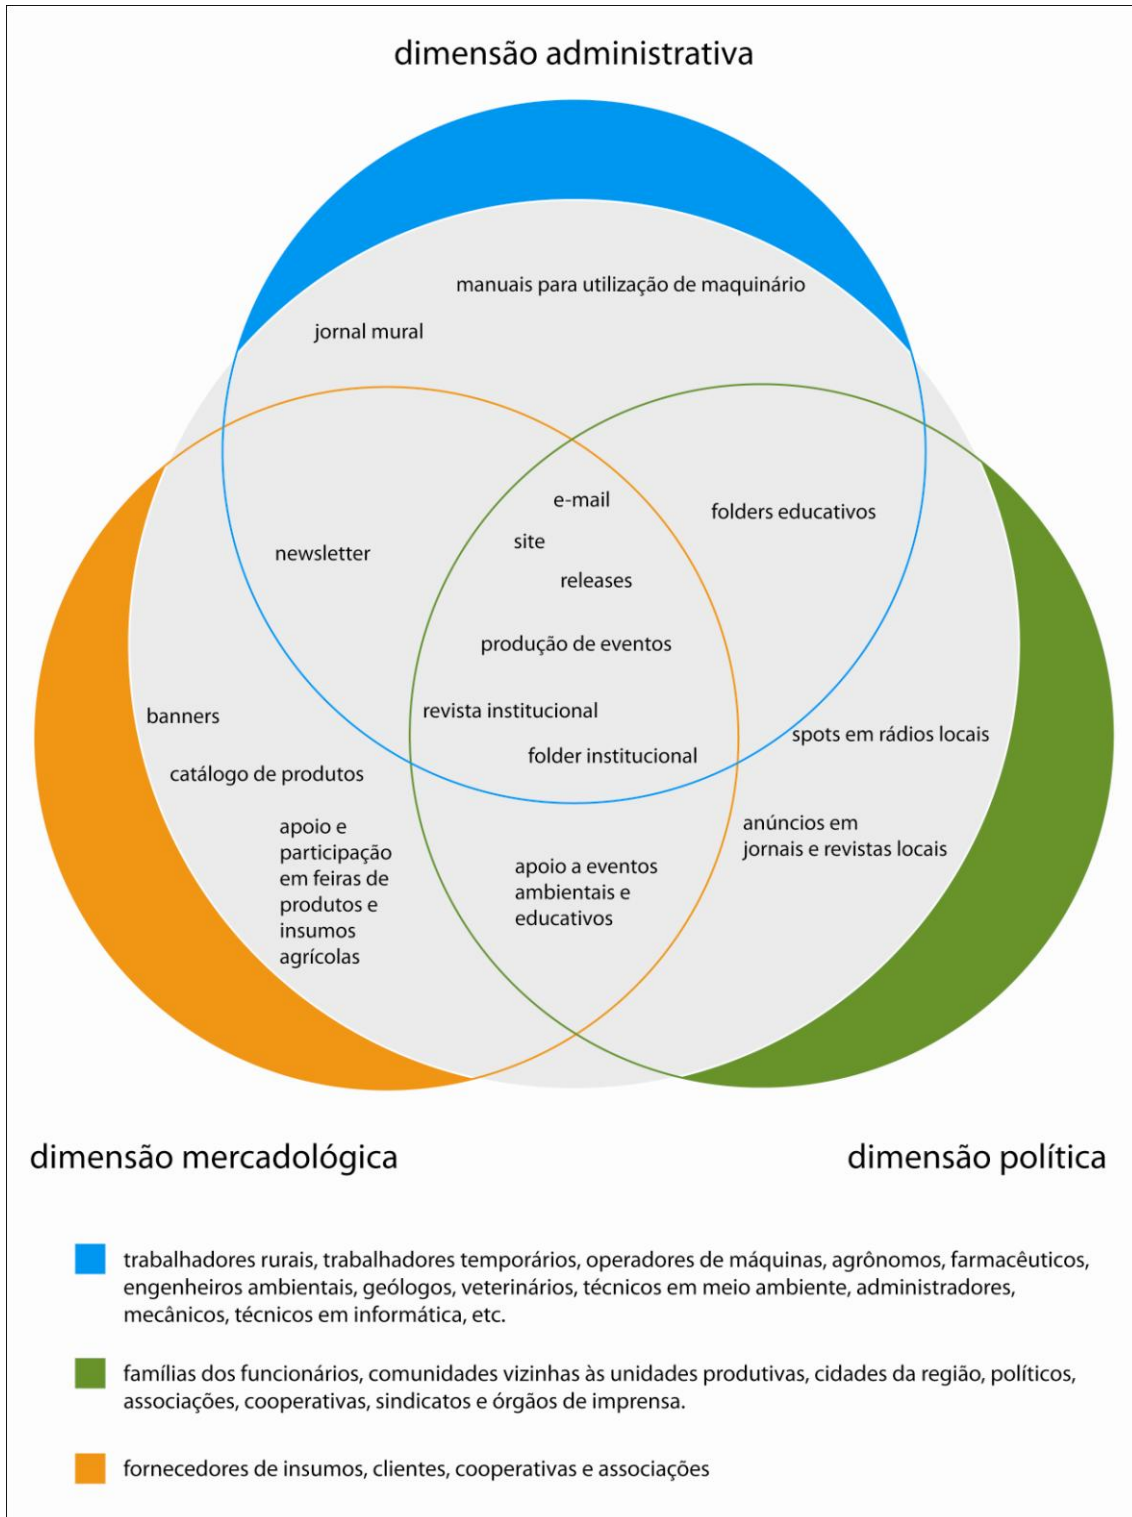 dimensão administrativa
manuais para utilização de maquinário
jornal mural
e-mail
folders educativos
site
newsletter
releases
produção de eventos
revista institucional
banners
spots em rádios locais
folder institucional
catálogo de produtos
apoio e
participação
em feiras de
produtos e
insumos
agrícolas
anúncios em
jornais e revistas locais
apoio a eventos
ambientais e
educativos
dimensão mercadológica
dimensão política
trabalhadores rurais, trabalhadores temporários, operadores de máquinas, agrônomos, farmacêuticos,
engenheiros ambientais, geólogos, veterinários, técnicos em meio ambiente, administradores,
mecânicos, técnicos em informática, etc.
famílias dos funcionários, comunidades vizinhas às unidades produtivas, cidades da região, políticos,
associações, cooperativas, sindicatos e órgãos de imprensa.
fornecedores de insumos, clientes, cooperativas e associações